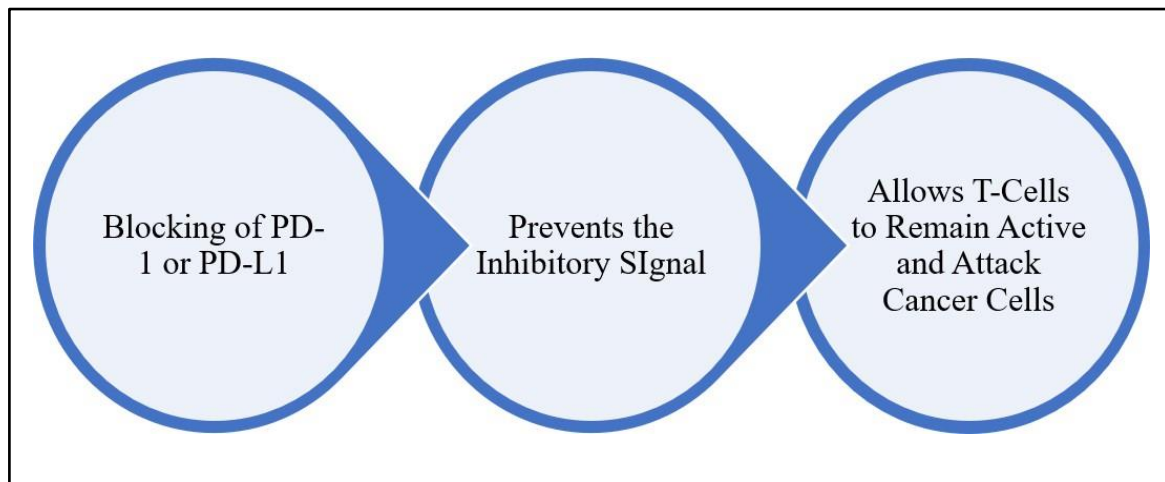 Blocking of PD-
1 or PD-L1
Prevents the
Inhibitory SIgnal
Allows T-Cells
to Remain Active
and Attack
Cancer Cells